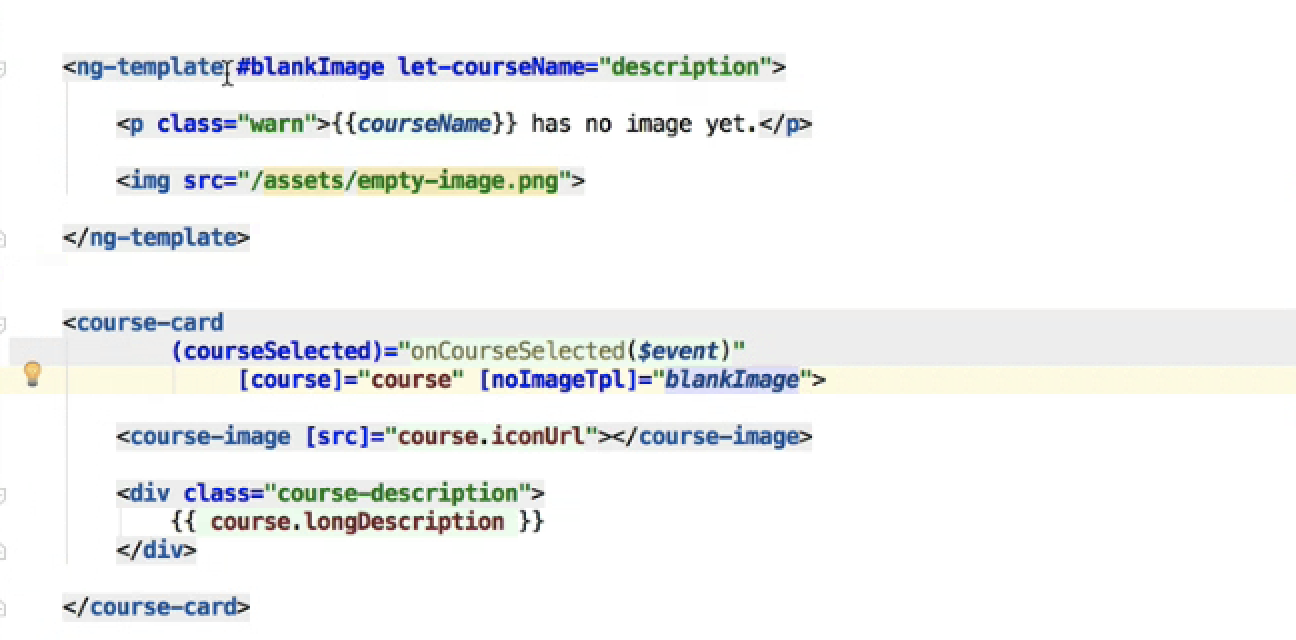 <ng-template #blankImage let-courseName="description">
<p class="warn">{{courseName}} has no image yet.</p>
<img src="/assets/empty-image.png">
</ng-template>
<course-card
(courseSelected)="onCourseSelected($event)"
[course]="course" [noImageTpl]="blankImage">
<course-image [src]="course.iconUrl"></course-image>
<div class="course-description">
{{ course.longDescription }}
</div>
</course-card>